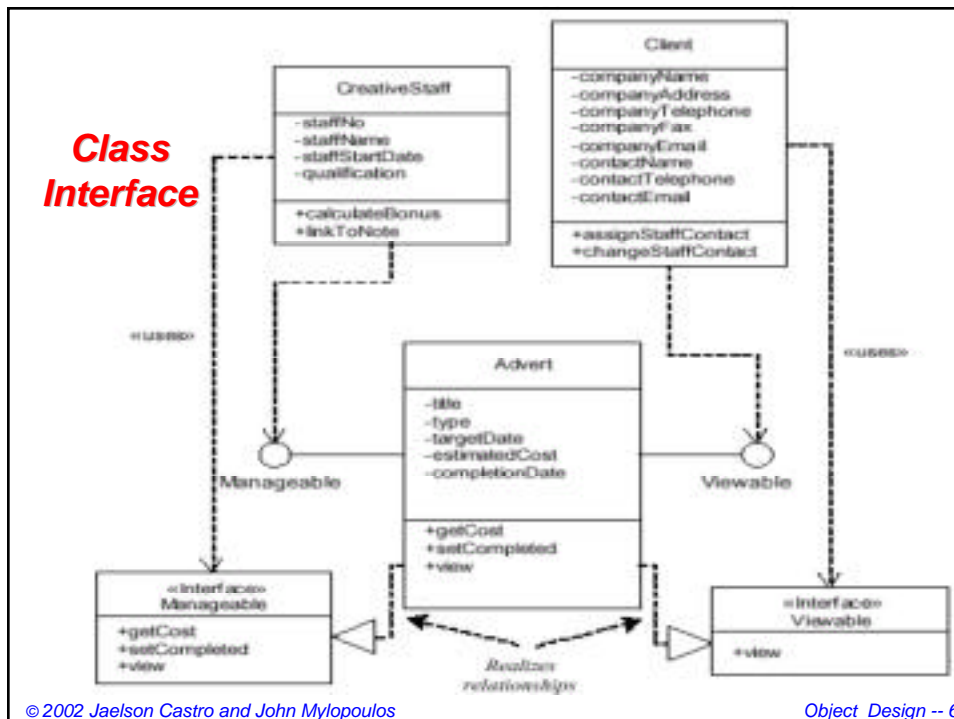 Class
Interface
CreativeStaff
-staffNo
-staffName
-staffStartDate
-qualification
+calculateBonus
+linkToNote
Client
-companyName
-companyAddress
-companyTelephone
-companyFax
-companyEmail
-contactName
-contactTelephone
-contactEmail
+assignStaffContact
+changeStaffContact
«uses»
«uses»
Advert
-title
-type
-targetDate
-estimatedCost
-completionDate
+getCost
+setCompleted
+view
Manageable
Viewable
«Interface»
Manageable
+getCost
+setCompleted
+view
«Interface»
Viewable
+view
Realizes
relationships
© 2002 Jaelson Castro and John Mylopoulos
Object Design -- 6